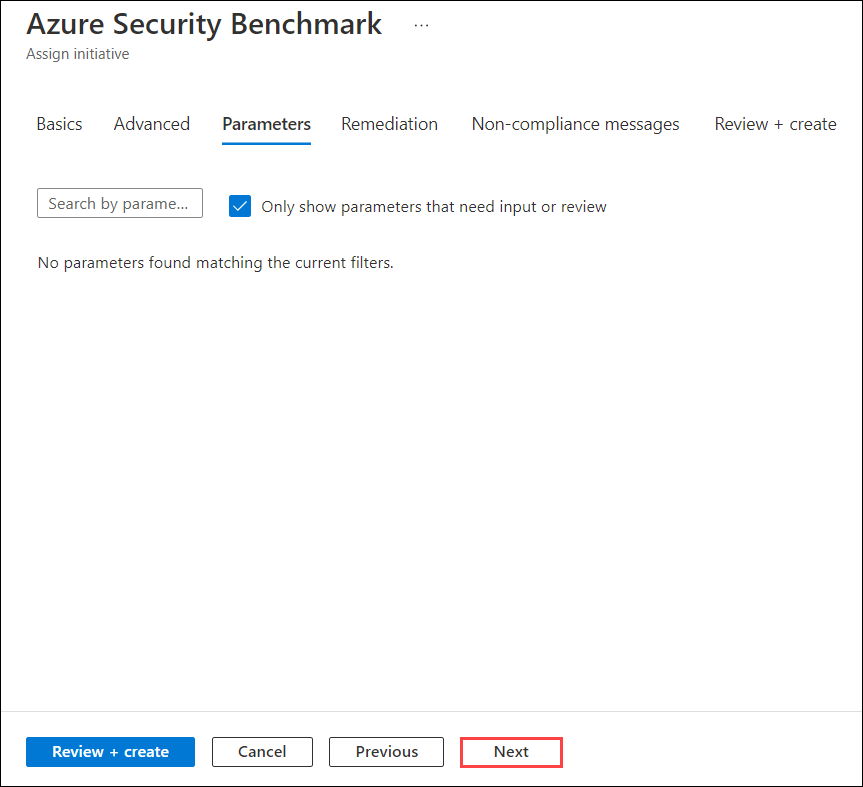 Azure Security Benchmark ...
Assign initiative
Basics Advanced Parameters Remediation Non-compliance messages Review + create
Search by parame... Only show parameters that need input or review
No parameters found matching the current filters.
Review + create Cancel Previous Next